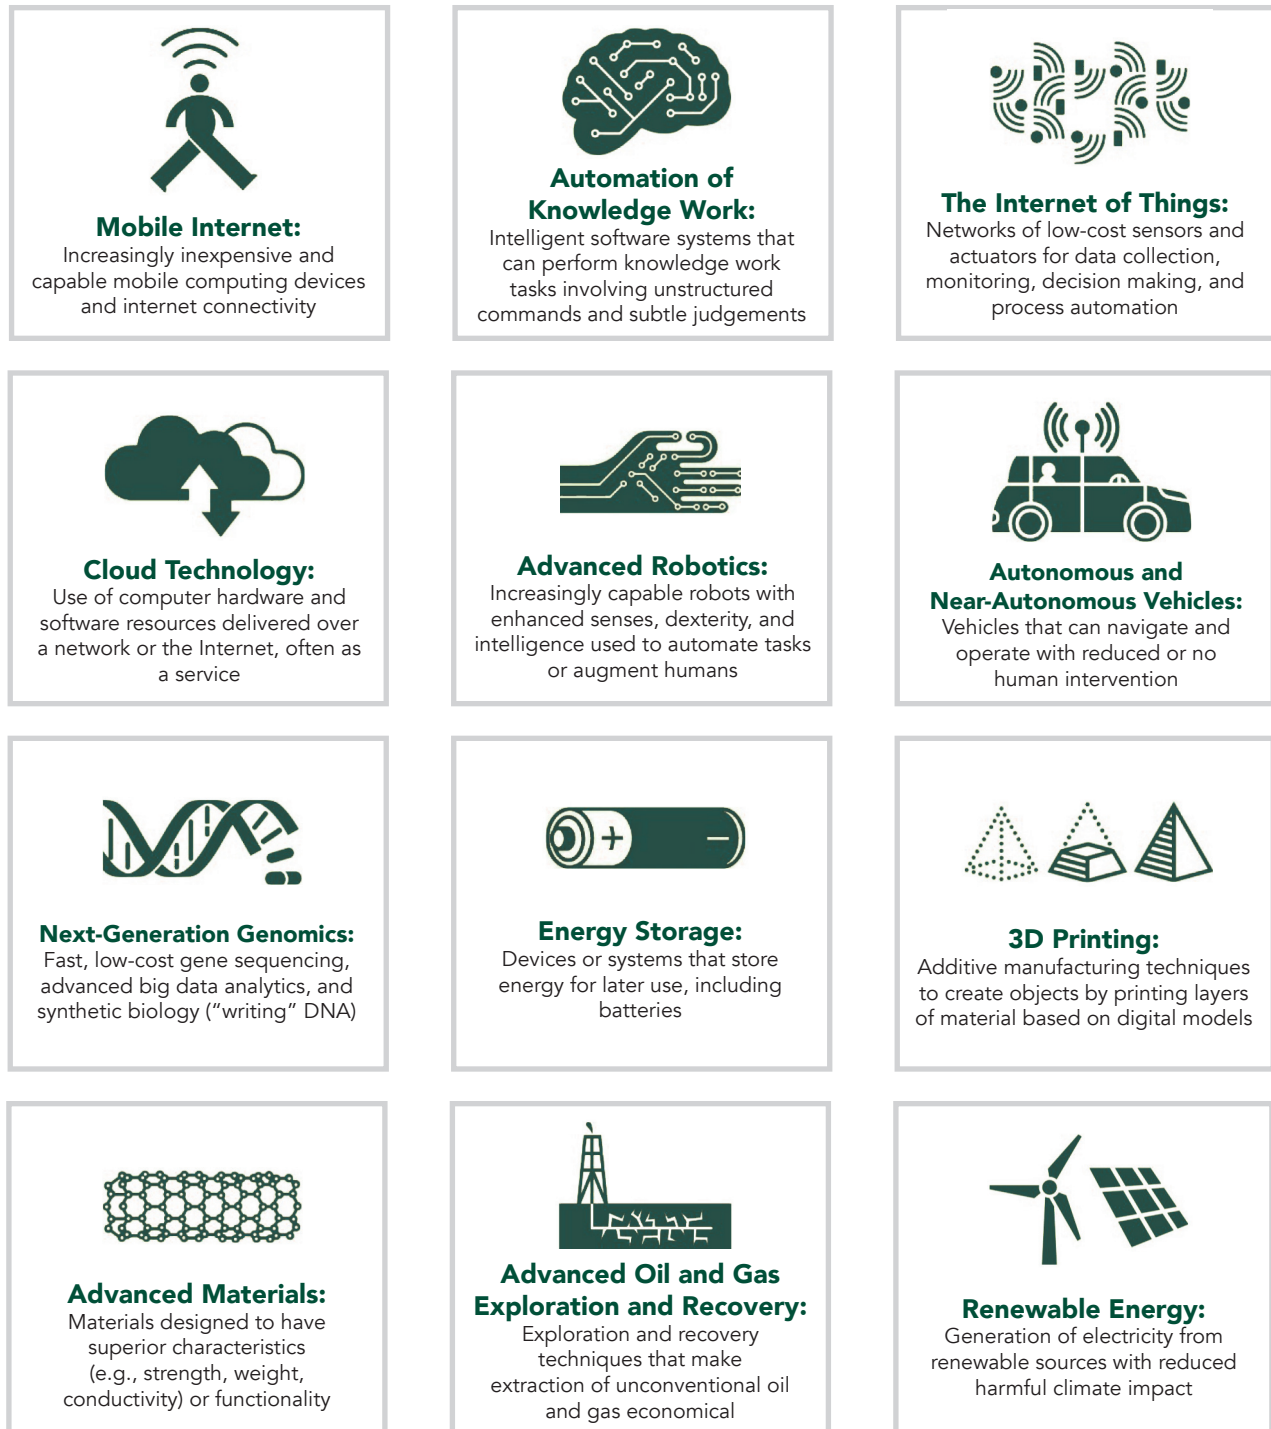 Mobile Internet:
Increasingly inexpensive and
capable mobile computing devices
and internet connectivity
Automation of
Knowledge Work:
Intelligent software systems that
can perform knowledge work
tasks involving unstructured
commands and subtle judgements
The Internet of Things:
Networks of low-cost sensors and
actuators for data collection,
monitoring, decision making, and
process automation
Cloud Technology:
Use of computer hardware and
software resources delivered over
a network or the Internet, often as
a service
Advanced Robotics:
Increasingly capable robots with
enhanced senses, dexterity, and
intelligence used to automate tasks
or augment humans
Autonomous and
Near-Autonomous Vehicles:
Vehicles that can navigate and
operate with reduced or no
human intervention
Next-Generation Genomics:
Fast, low-cost gene sequencing,
advanced big data analytics, and
synthetic biology (“writing” DNA)
Energy Storage:
Devices or systems that store
energy for later use, including
batteries
3D Printing:
Additive manufacturing techniques
to create objects by printing layers
of material based on digital models
Advanced Materials:
Materials designed to have
superior characteristics
(e.g., strength, weight,
conductivity) or functionality
Advanced Oil and Gas
Exploration and Recovery:
Exploration and recovery
techniques that make
extraction of unconventional oil
and gas economical
Renewable Energy:
Generation of electricity from
renewable sources with reduced
harmful climate impact